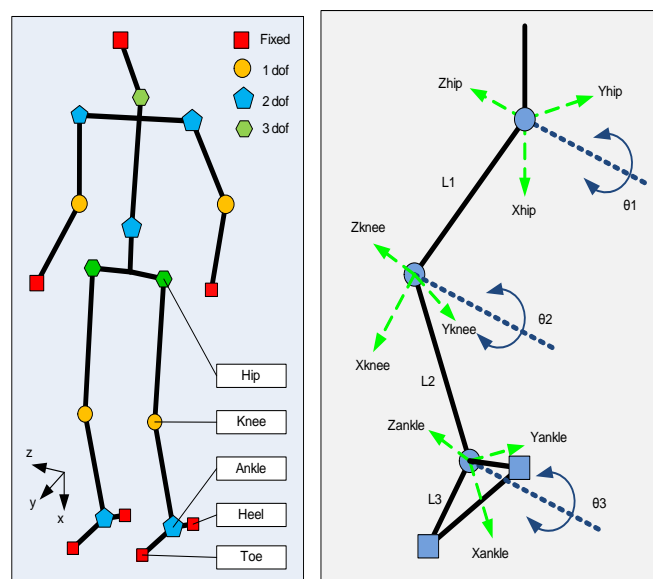 Fixed
1 dof
2 dof
3 dof
Hip
Knee
Ankle
Heel
Toe
z
y
x
Zhip
Yhip
Xhip
L1
θ1
Zknee
Yknee
Xknee
θ2
L2
Zankle
Yankle
L3
Xankle
θ3